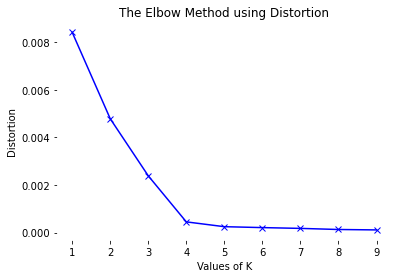 The Elbow Method using Distortion
0.008
0.006
0.004
0.002
0.000
Distortion
1 2 3 4 5 6 7 8 9
Values of K